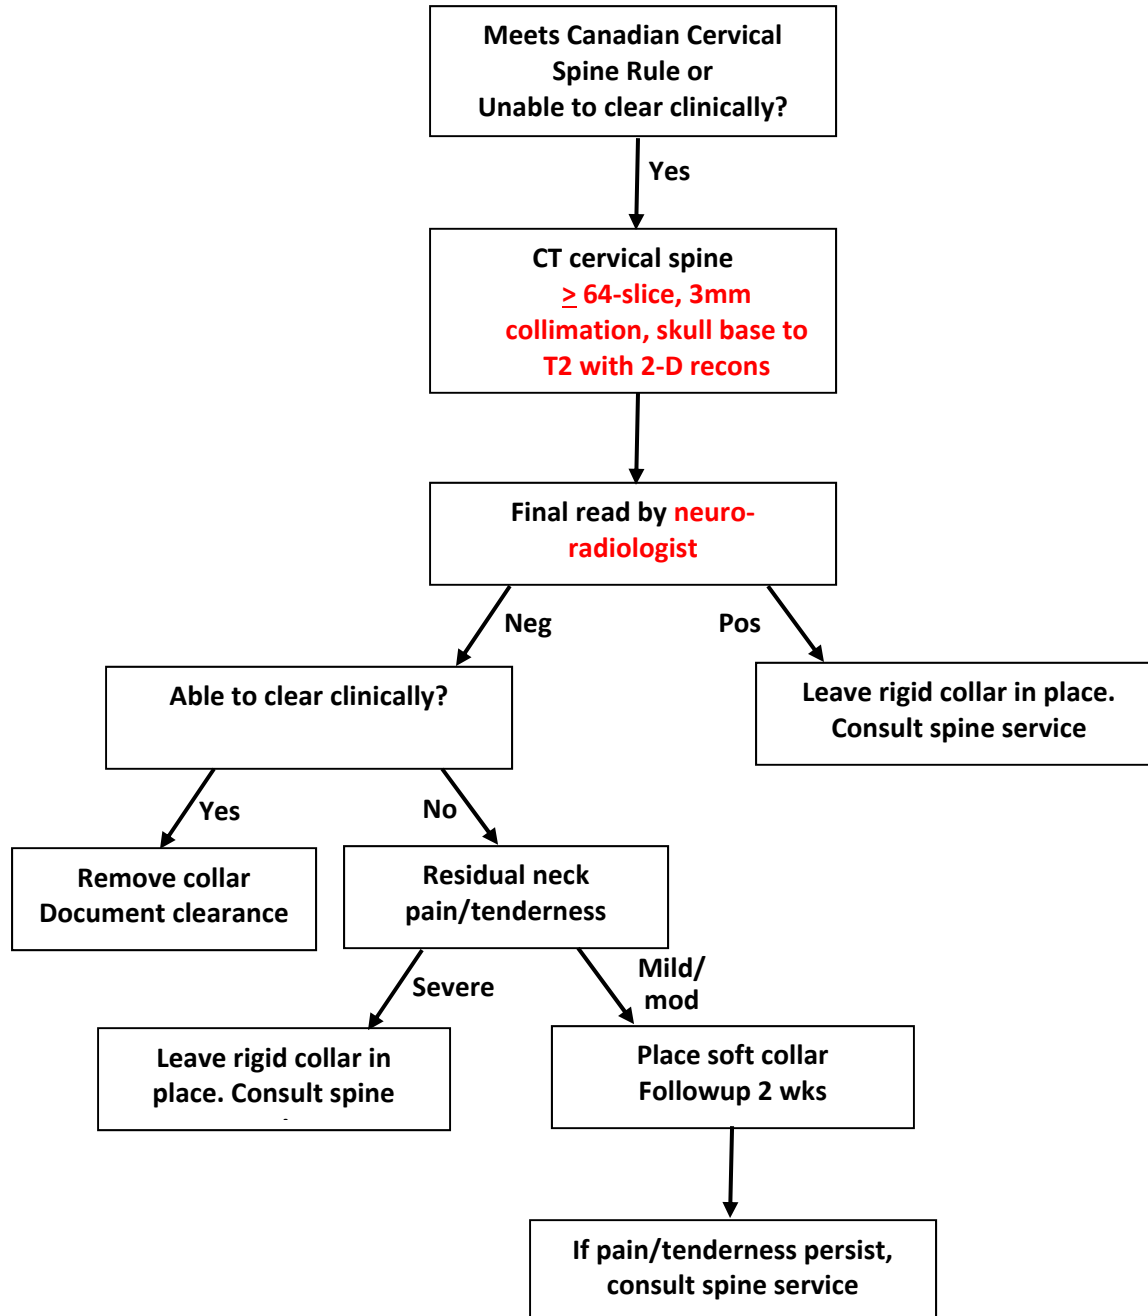 Meets Canadian Cervical
Spine Rule or
Unable to clear clinically?
Yes
CT cervical spine
≥ 64-slice, 3mm
collimation, skull base to
T2 with 2-D recons
Final read by neuro-
radiologist
Neg
Pos
Able to clear clinically?
Leave rigid collar in place.
Consult spine service
Yes
No
Remove collar
Document clearance
Residual neck
pain/tenderness
Severe
Mild/
mod
Leave rigid collar in
place. Consult spine
Place soft collar
Followup 2 wks
If pain/tenderness persist,
consult spine service